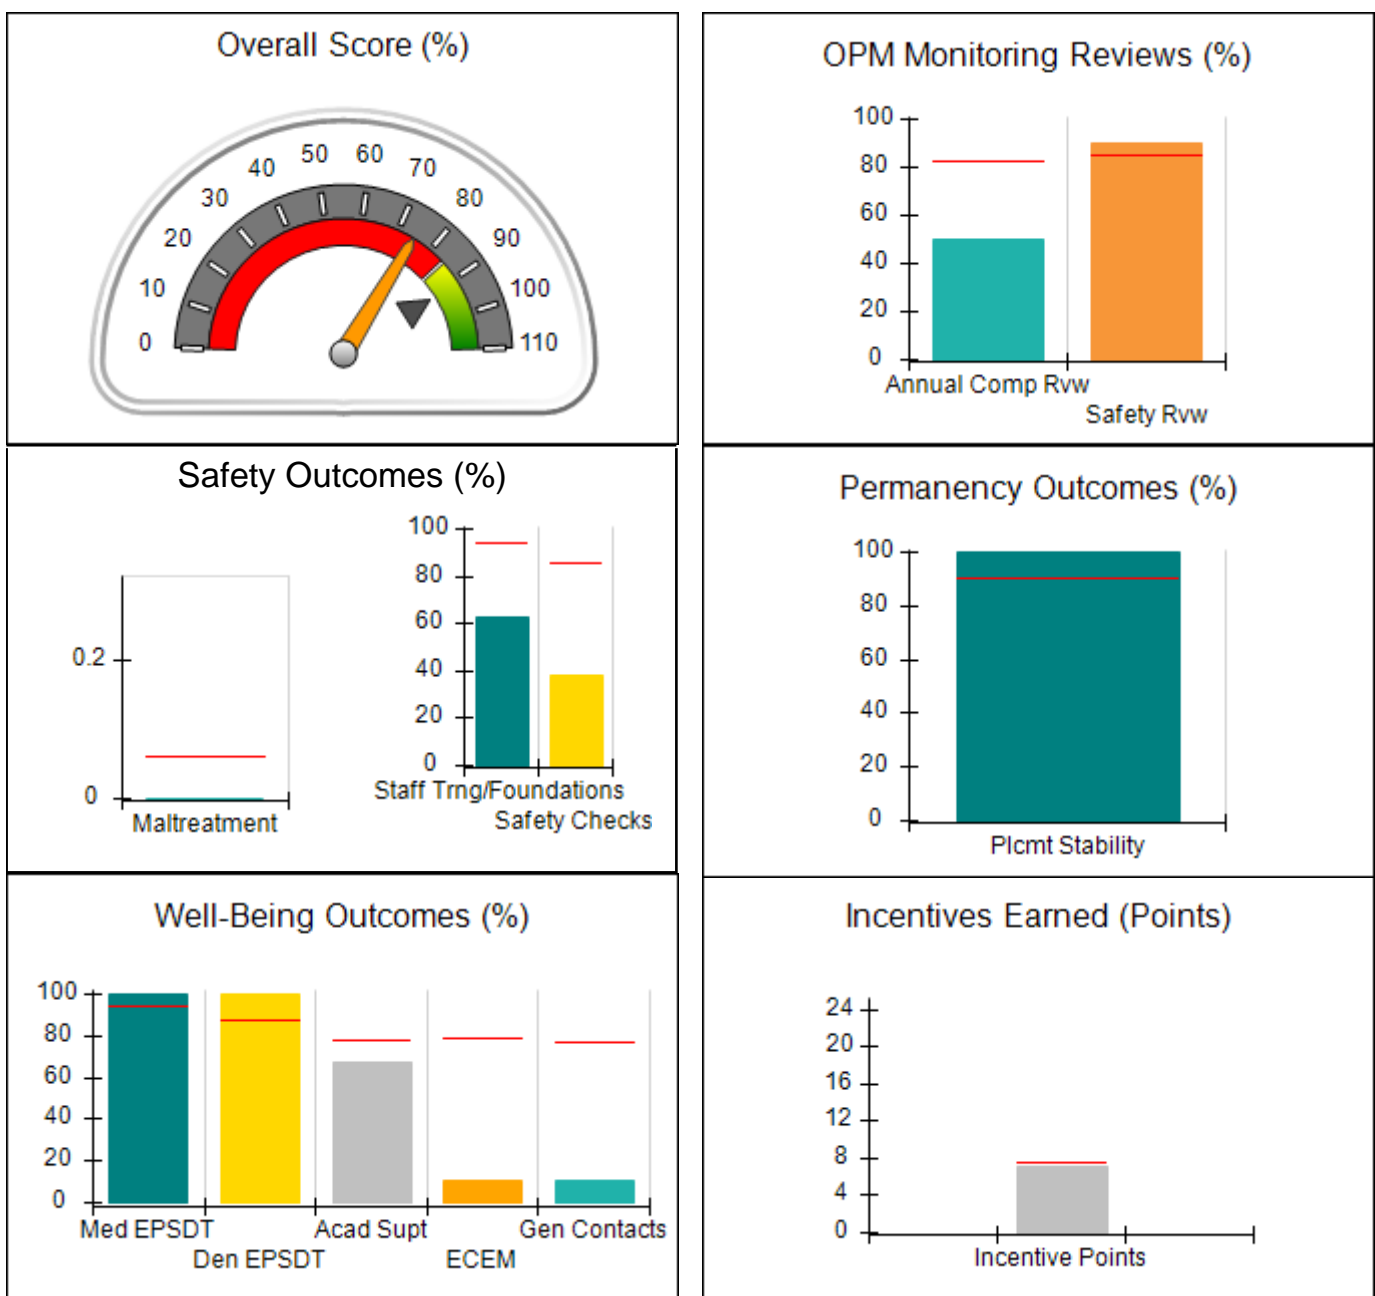 Overall Score (%)
0
10
20
30
40
50
60
70
80
90
100
110
OPM Monitoring Reviews (%)
100
80
60
40
20
0
Annual Comp Rvw
Safety Rvw
Safety Outcomes (%)
0.2
0
Maltreatment
100
80
60
40
20
0
Staff Trng/Foundations
Safety Checks
Permanency Outcomes (%)
100
80
60
40
20
0
Plcmt Stability
Well-Being Outcomes (%)
100
80
60
40
20
0
Med EPSDT
Den EPSDT
Acad Supt
ECEM
Gen Contacts
Incentives Earned (Points)
24
20
16
12
8
4
0
Incentive Points